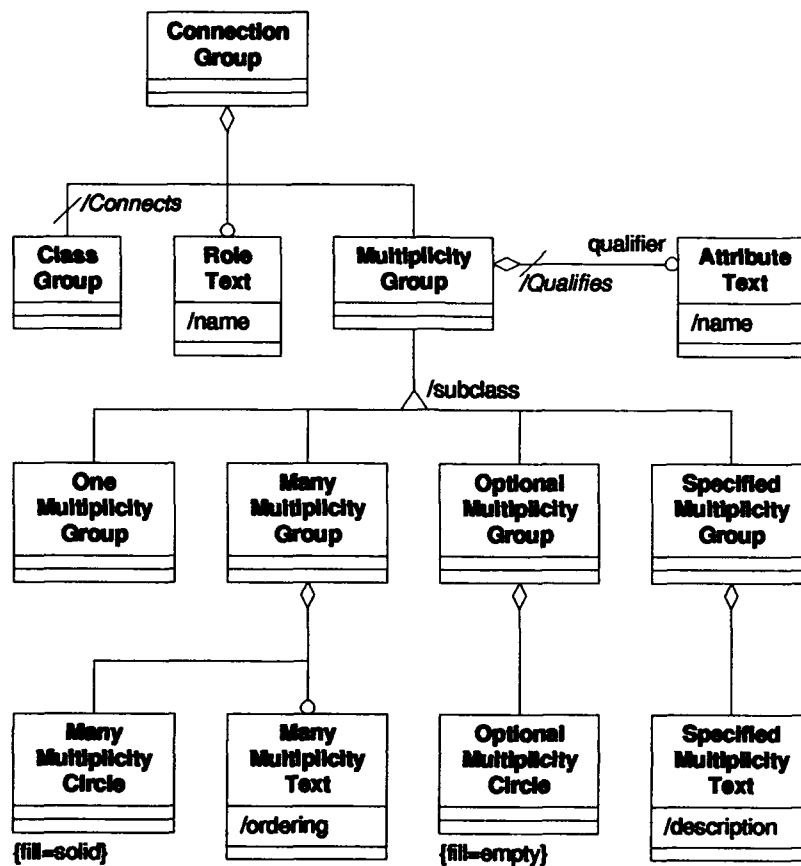 Connection
Group
/Connects
Class
Group
Role
Text
/name
Multiplicity
Group
qualifier
/Qualifies
Attribute
Text
/name
/subclass
One
Multiplicity
Group
Many
Multiplicity
Group
Optional
Multiplicity
Group
Specified
Multiplicity
Group
Many
Multiplicity
Circle
{fill=solid}
Many
Multiplicity
Text
/ordering
Optional
Multiplicity
Circle
{fill=empty}
Specified
Multiplicity
Text
/description